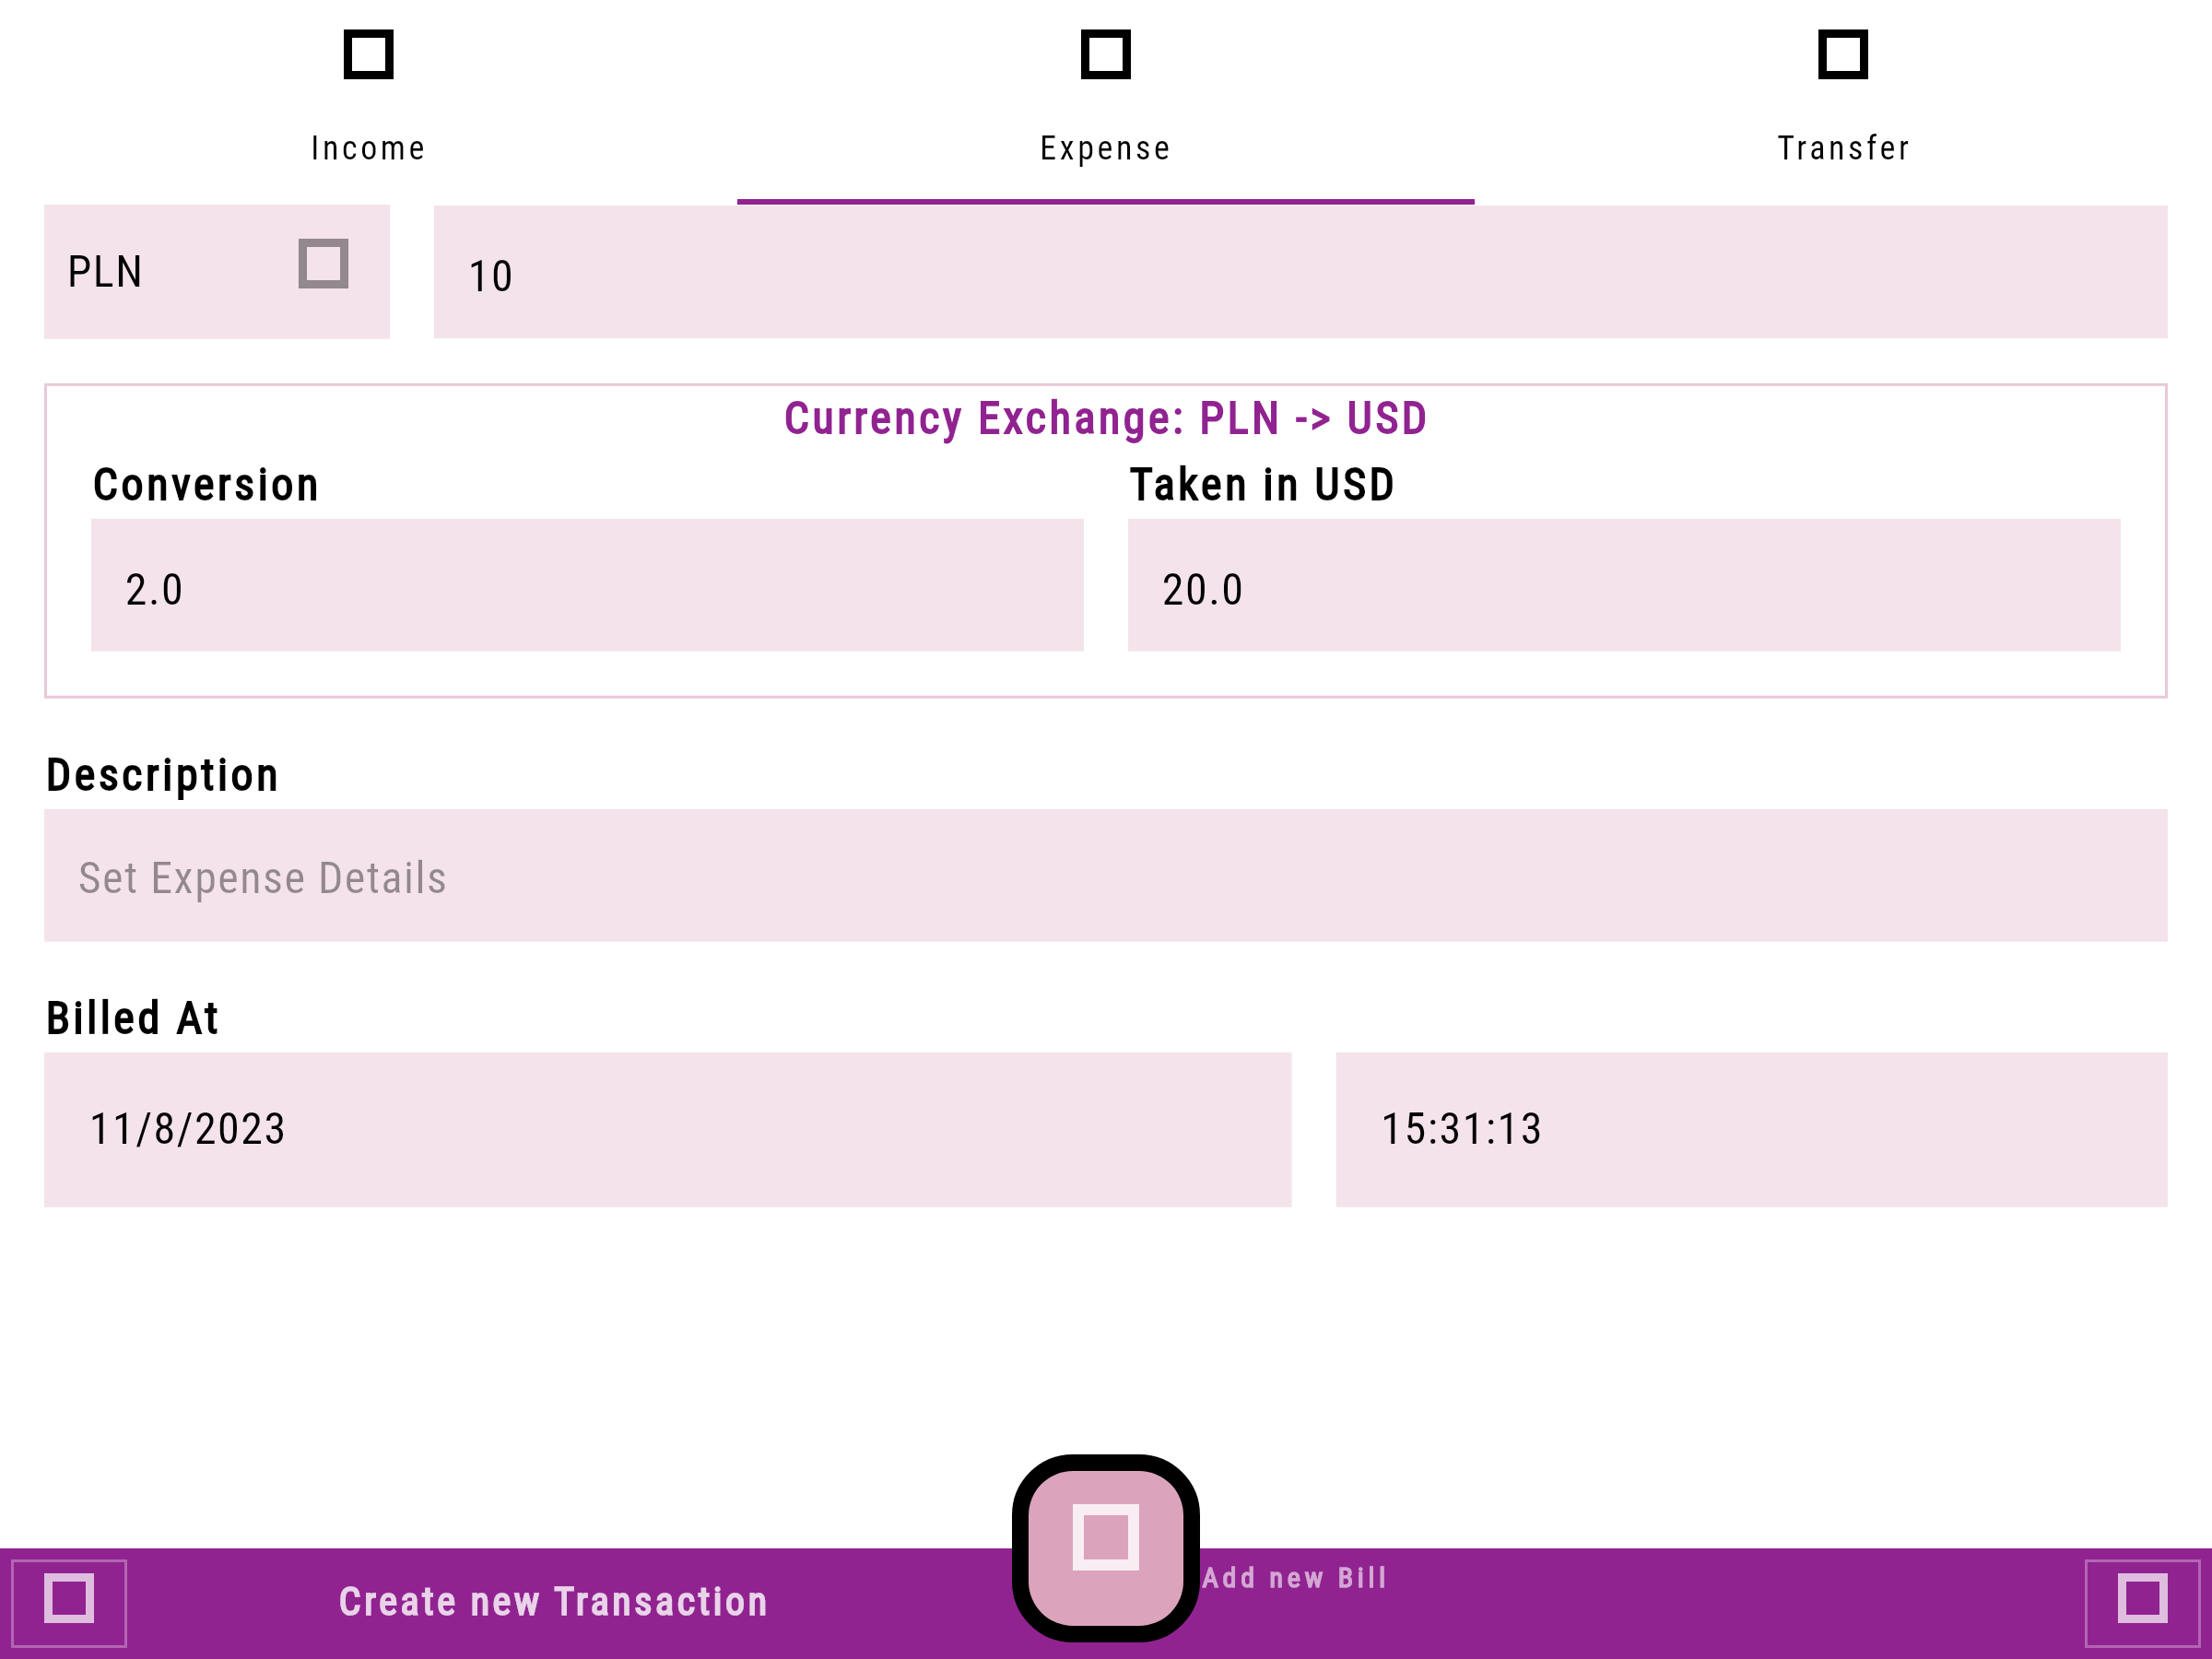 Income
Expense
Transfer
PLN
10
Currency Exchange: PLN -> USD
Conversion
Taken in USD
2.0
20.0
Description
Set Expense Details
Billed At
11/8/2023
15:31:13
Create new Transaction
Add new Bill